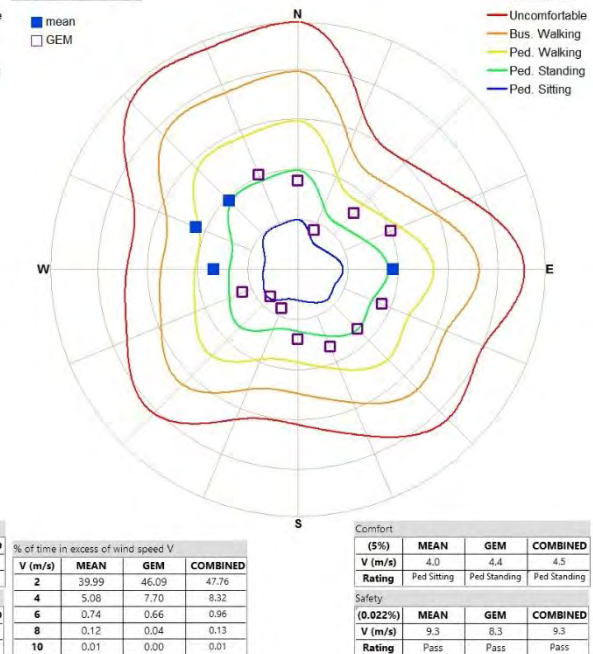 mean
GEM
N
Uncomfortable
Bus. Walking
Ped. Walking
Ped. Standing
Ped. Sitting
W
E
S
% of time in excess of wind speed V
V (m/s) MEAN GEM COMBINED
2 39.99 46.09 47.76
4 5.08 7.70 8.32
6 0.74 0.66 0.96
8 0.12 0.04 0.13
10 0.01 0.00 0.01
Comfort
(5%) MEAN GEM COMBINED
V (m/s) 4.0 4.4 4.5
Rating Ped Sitting Ped Standing Ped Standing
Safety
(0.022%) MEAN GEM COMBINED
V (m/s) 9.3 8.3 9.3
Rating Pass Pass Pass